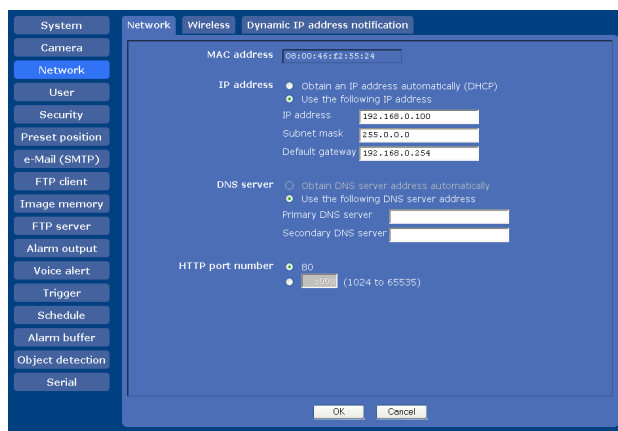 System
Camera
Network
User
Security
Preset position
e-Mail (SMTP)
FTP client
Image memory
FTP server
Alarm output
Voice alert
Trigger
Schedule
Alarm buffer
Object detection
Serial
Network Wireless Dynamic IP address notification
MAC address 08:00:46:f2:55:24
IP address Obtain an IP address automatically (DHCP)
Use the following IP address
IP address 192.168.0.100
Subnet mask 255.0.0.0
Default gateway 192.168.0.254
DNS server Obtain DNS server address automatically
Use the following DNS server address
Primary DNS server
Secondary DNS server
HTTP port number 80
8000 (1024 to 65535)
OK Cancel